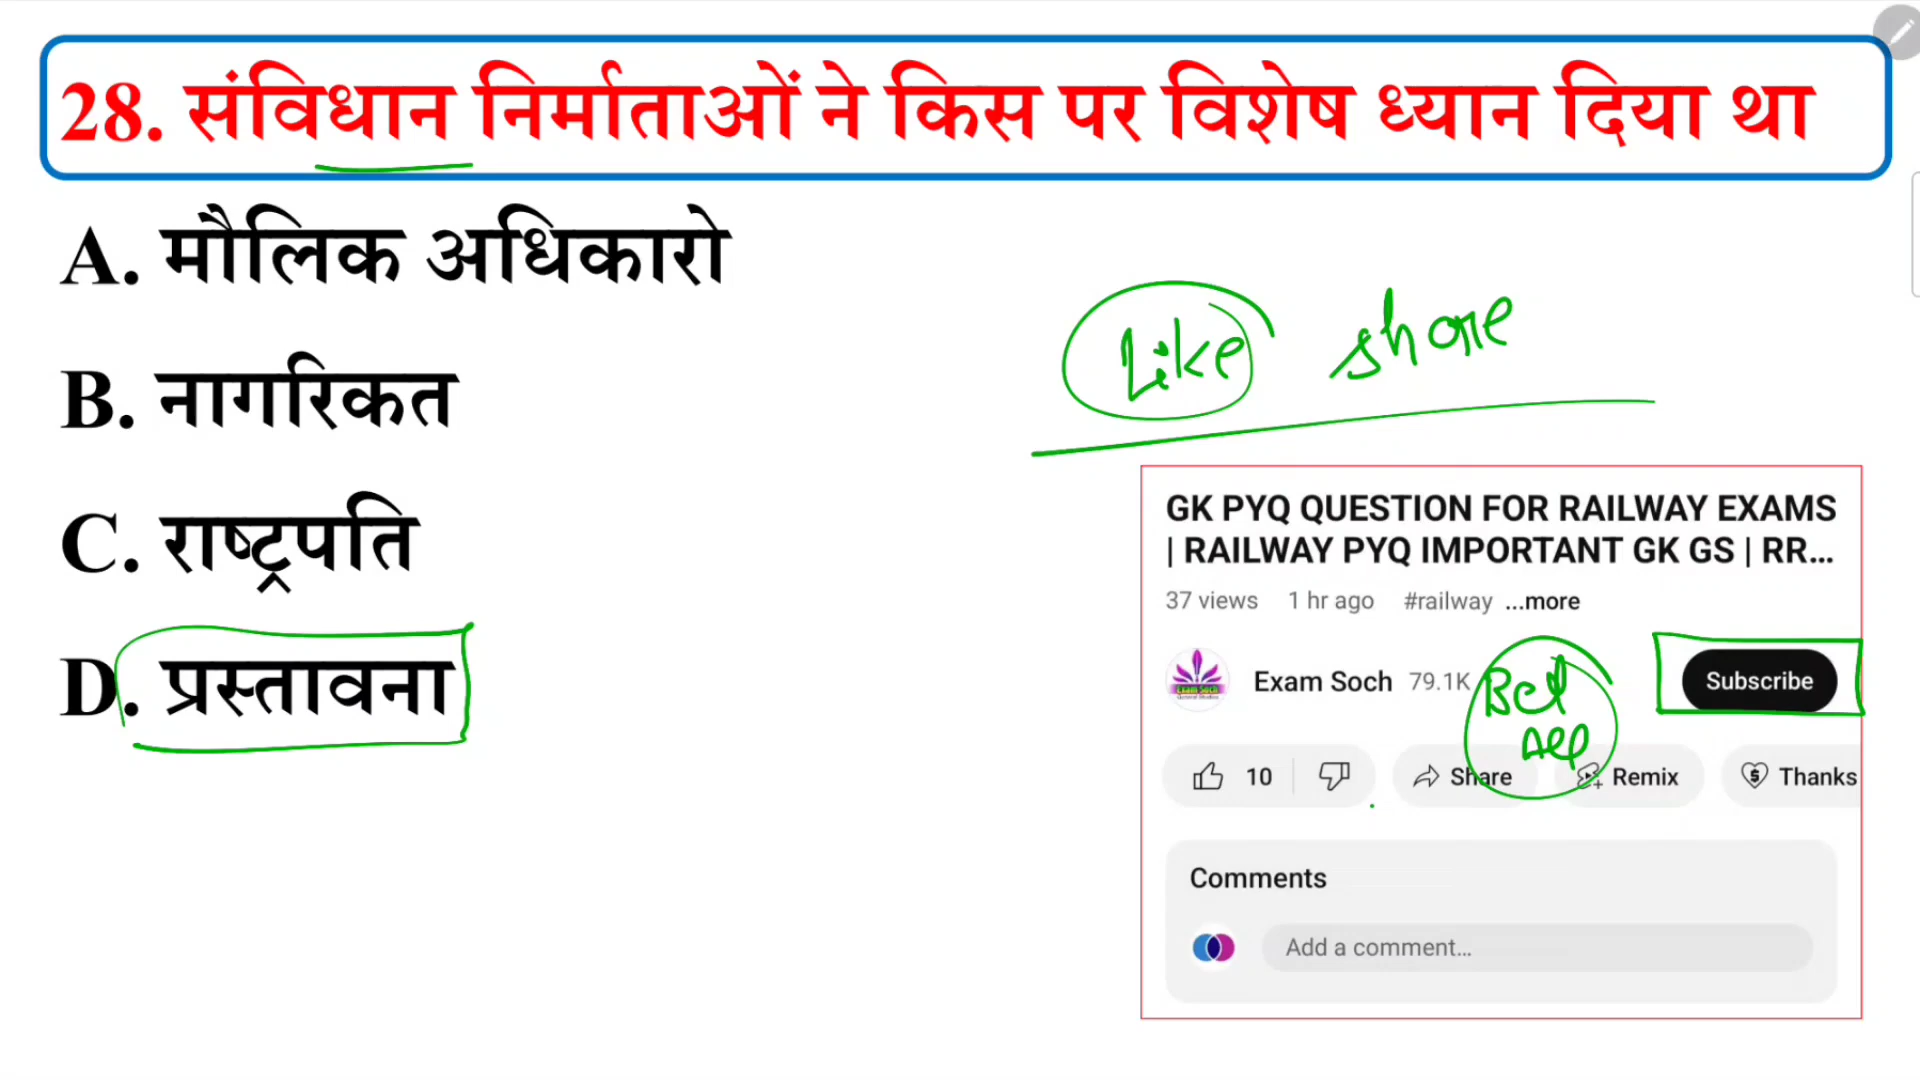 28. संविधान निर्माताओं ने किस पर विशेष ध्यान दिया था
A. मौलिक अधिकारो
B. नागरिकत
C. राष्ट्रपति
D. प्रस्तावना
Like share
GK PYQ QUESTION FOR RAILWAY EXAMS
| RAILWAY PYQ IMPORTANT GK GS | RR...
37 views 1 hr ago #railway ...more
Exam Soch 79.1K
Subscribe
10 Share Remix Thanks
Comments
Add a comment...